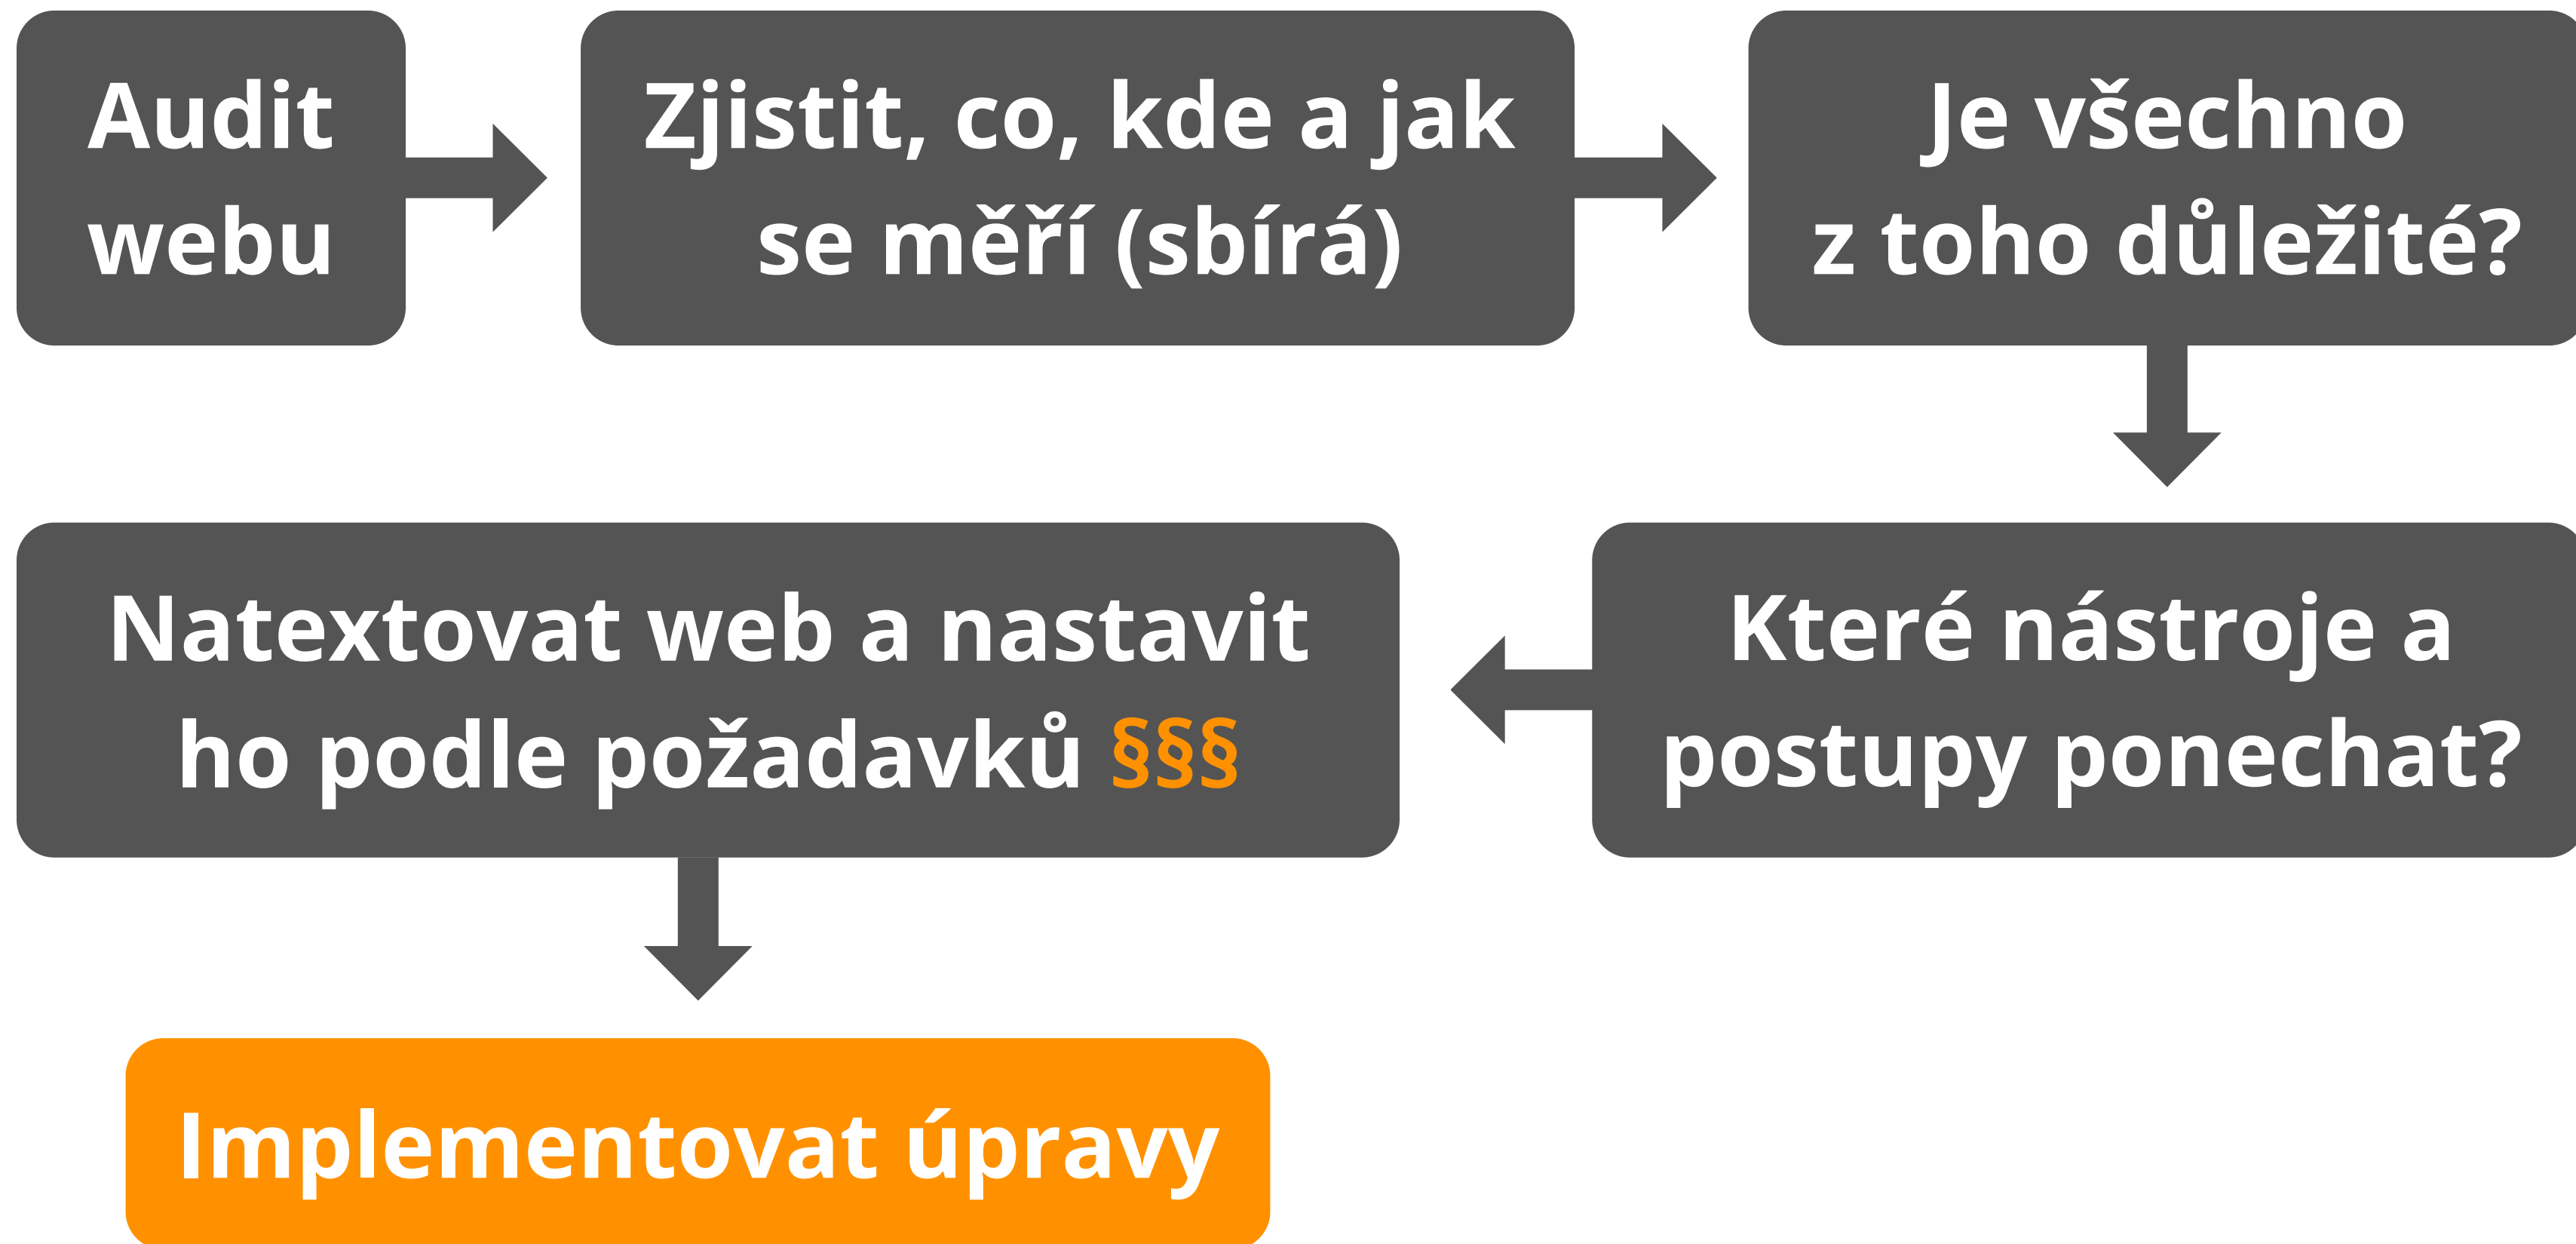 Audit
webu
Zjistit, co, kde a jak
se měří (sbírá)
Je všechno
z toho důležité?
Natextovat web a nastavit
ho podle požadavků §§§
Které nástroje a
postupy ponechat?
Implementovat úpravy